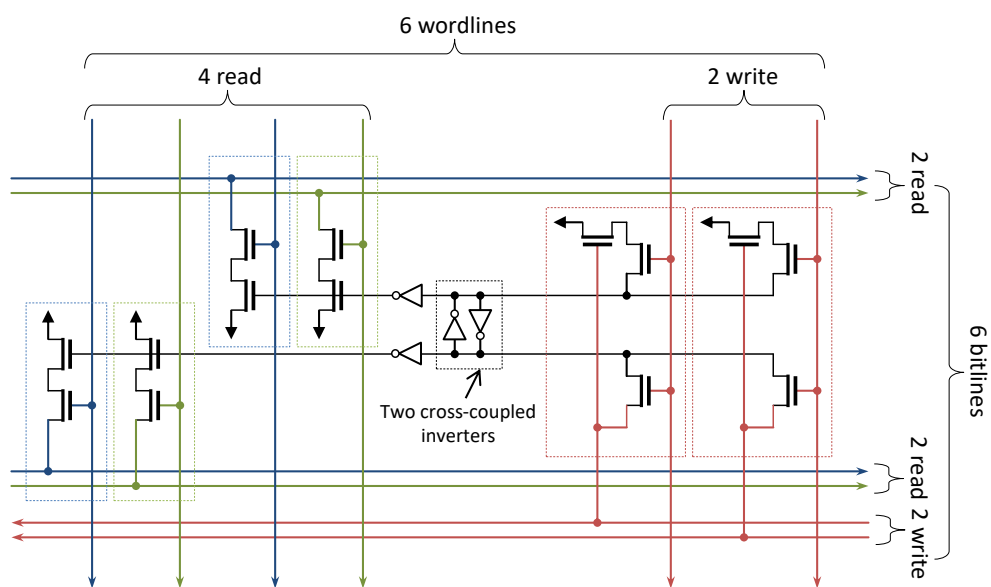 6 wordlines
4 read
2 write
2 read
6 bitlines
Two cross-coupled
inverters
2 read
2 write